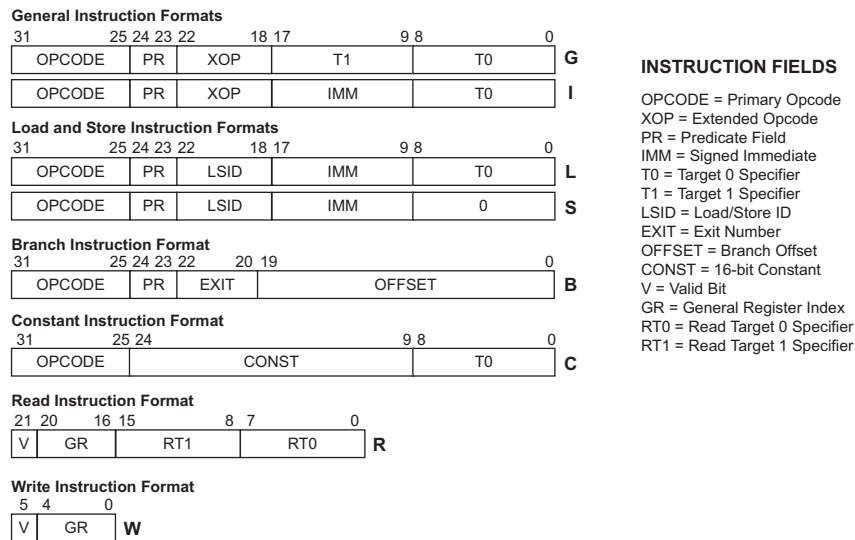 General Instruction Formats
31 25 24 23 22 18 17 9 8 0
OPCODE PR XOP T1 T0 G
OPCODE PR XOP IMM T0 I
Load and Store Instruction Formats
31 25 24 23 22 18 17 9 8 0
OPCODE PR LSID IMM T0 L
OPCODE PR LSID IMM 0 S
Branch Instruction Format
31 25 24 23 22 20 19 0
OPCODE PR EXIT OFFSET B
Constant Instruction Format
31 25 24 9 8 0
OPCODE CONST T0 C
Read Instruction Format
21 20 16 15 8 7 0
V GR RT1 RT0 R
Write Instruction Format
5 4 0
V GR W
INSTRUCTION FIELDS
OPCODE = Primary Opcode
XOP = Extended Opcode
PR = Predicate Field
IMM = Signed Immediate
T0 = Target 0 Specifier
T1 = Target 1 Specifier
LSID = Load/Store ID
EXIT = Exit Number
OFFSET = Branch Offset
CONST = 16-bit Constant
V = Valid Bit
GR = General Register Index
RT0 = Read Target 0 Specifier
RT1 = Read Target 1 Specifier